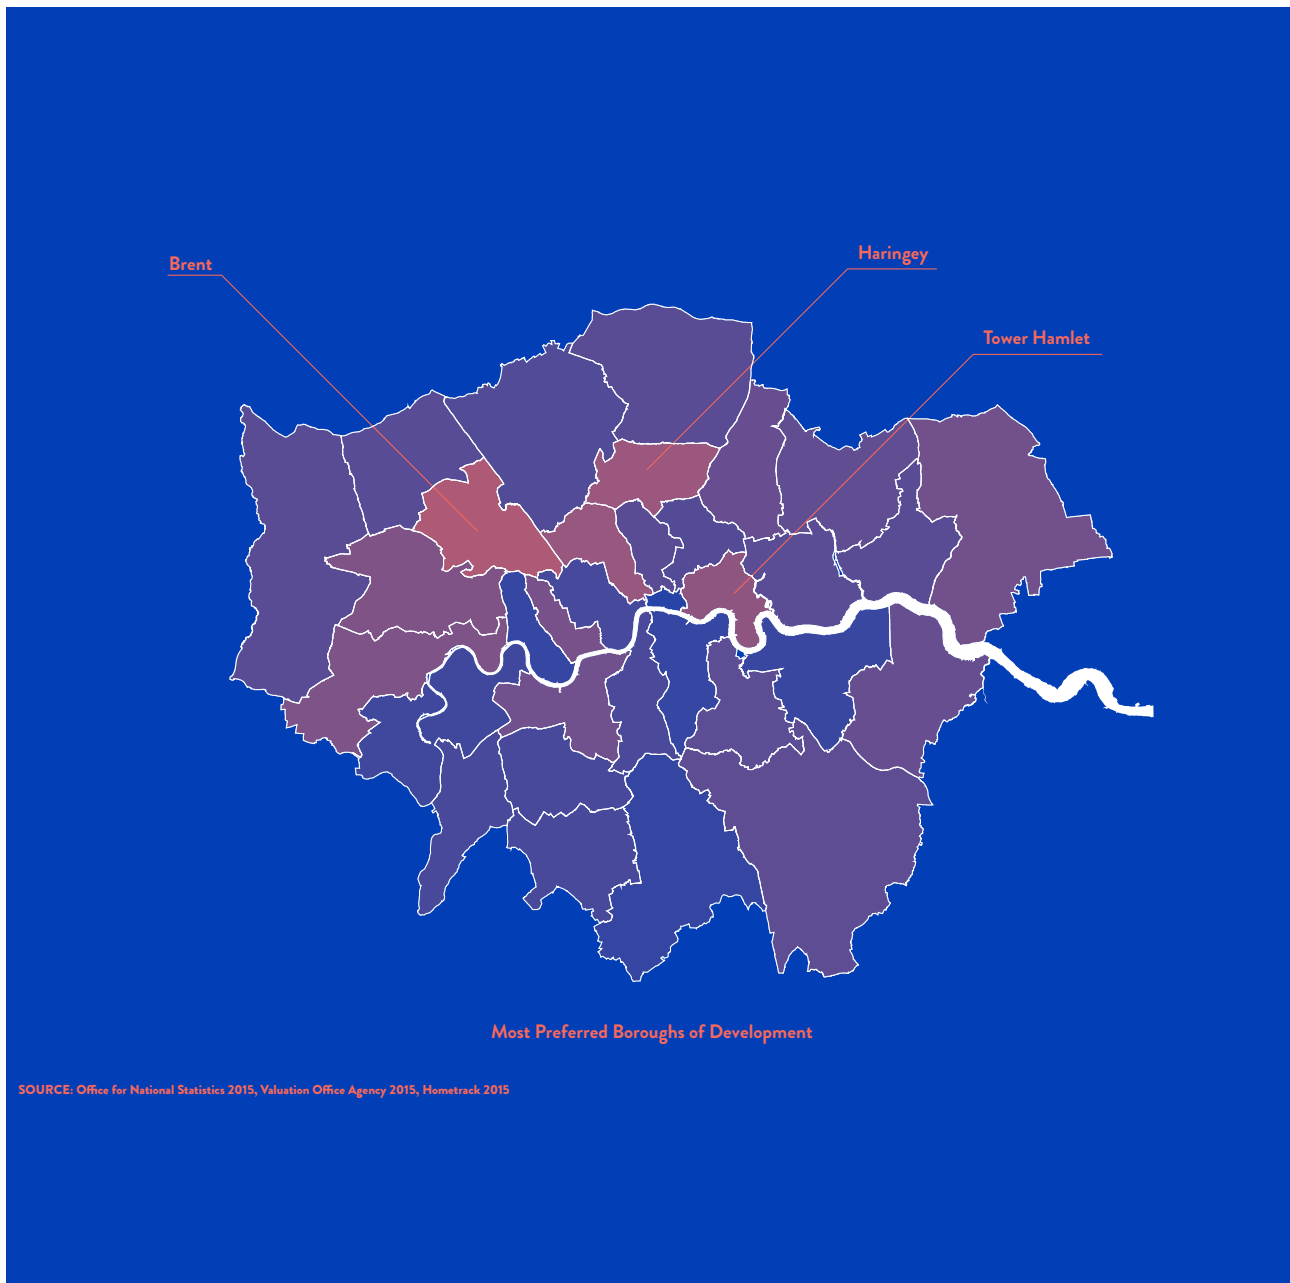 Haringey
Brent
Tower Hamlet
Most Preferred Boroughs of Development
SOURCE: Office for National Statistics 2015, Valuation Office Agency 2015, Hometrack 2015